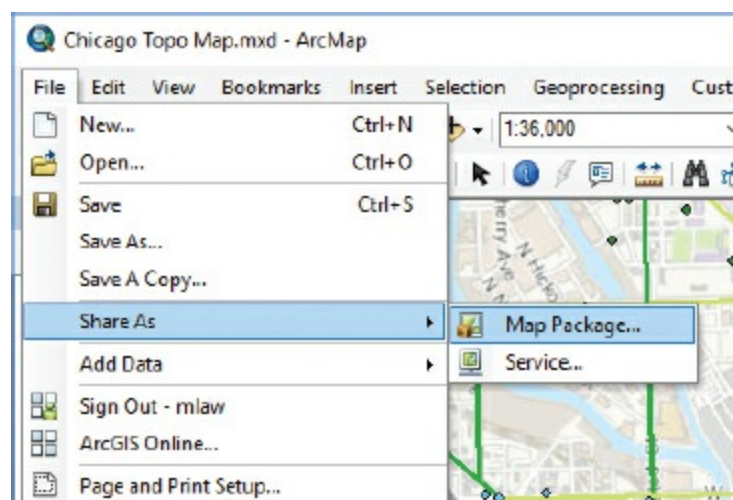 Chicago Topo Map.mxd - ArcMap
File Edit View Bookmarks Insert Selection Geoprocessing Cust
New... Ctrl+N
1:36,000
Open... Ctrl+O
Save Ctrl+S
Save As...
Save A Copy...
Share As
Map Package...
Add Data
Service...
Sign Out - mlaw
ArcGIS Online...
Page and Print Setup...